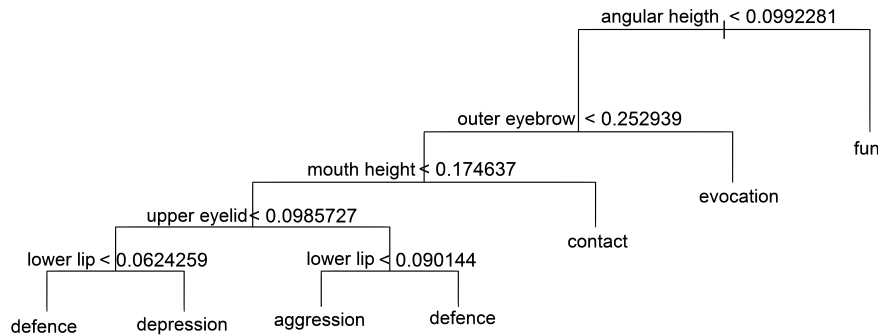 angular heigth < 0.0992281
outer eyebrow < 0.252939
fun
mouth height < 0.174637
evocation
upper eyelid < 0.0985727
contact
lower lip < 0.0624259
lower lip < 0.090144
defence
depression
aggression
defence